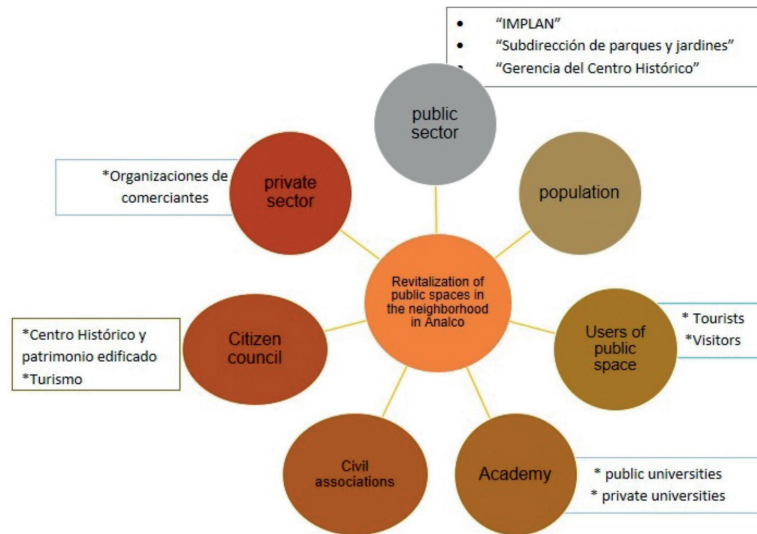 • “IMPLAN”
• “Subdirección de parques y jardines”
• “Gerencia del Centro Histórico”
public
sector
*Organizaciones de
comerciantes
private
sector
population
Revitalization of
public spaces in
the neighborhood
in Analco
*Centro Histórico y
patrimonio edificado
*Turismo
Citizen
council
Users of
public
space
* Tourists
*Visitors
Civil
associations
Academy
* public universities
* private universities